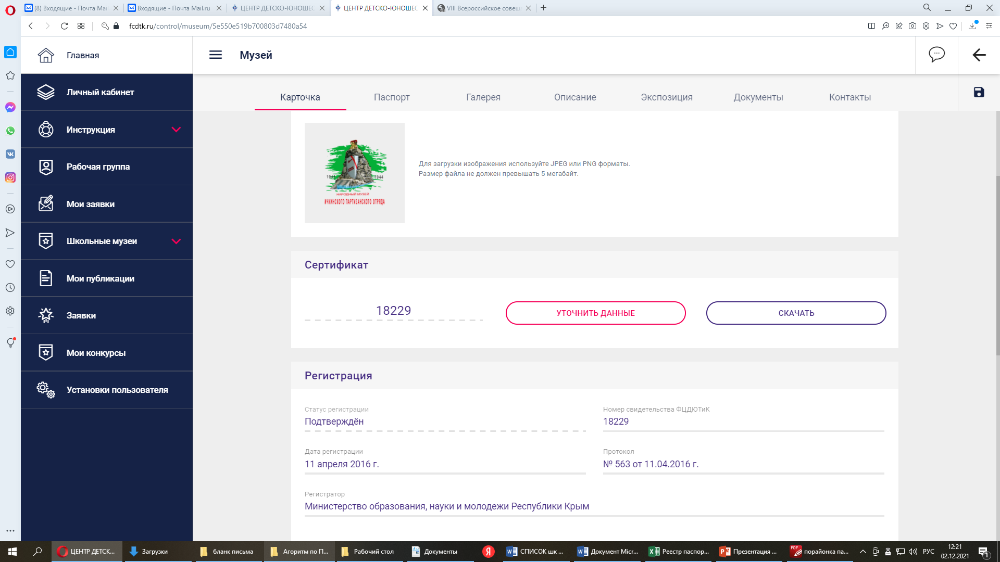 (8) Входящие - Почта Mail
Входящие - Почта Mail.ru
ЦЕНТР ДЕТСКО-ЮНОШЕС
ЦЕНТР ДЕТСКО-ЮНОШЕС
VIII Всероссийское совещ
fcdtk.ru/control/museum/5e550e519b700803d7480a54
Главная
Музей
Личный кабинет
Инструкция
Рабочая группа
Мои заявки
Школьные музеи
Мои публикации
Заявки
Мои конкурсы
Установки пользователя
Карточка
Паспорт
Галерея
Описание
Экспозиция
Документы
Контакты
1941 1944
НАРОДНЫЙ МУЗЕЙ
ИЧКИНСКОГО ПАРТИЗАНСКОГО ОТРЯДА
Для загрузки изображения используйте JPEG или PNG форматы.
Размер файла не должен превышать 5 мегабайт.
Сертификат
18229
УТОЧНИТЬ ДАННЫЕ
СКАЧАТЬ
Регистрация
Статус регистрации
Подтверждён
Номер свидетельства ФЦДЮТиК
18229
Дата регистрации
11 апреля 2016 г.
Протокол
№ 563 от 11.04.2016 г.
Регистратор
Министерство образования, науки и молодежи Республики Крым
ЦЕНТР ДЕТСК...
Загрузки
бланк письма
Агоритм по П...
Рабочий стол
Документы
Я
СПИСОК шк ...
Документ Micr...
Реестр паспор...
Презентация ...
PDF
порайонка па...
РУС
12:21
02.12.2021
1